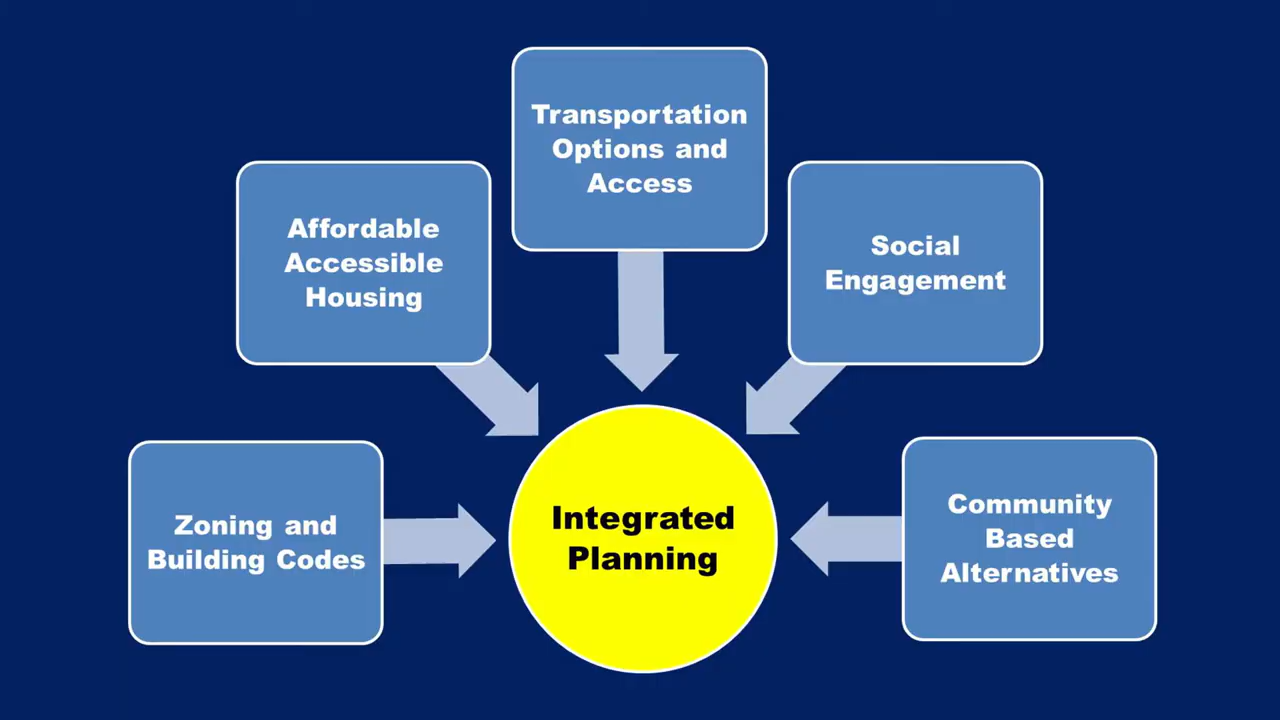 Transportation
Options and
Access
Affordable
Accessible
Housing
Social
Engagement
Zoning and
Building Codes
Integrated
Planning
Community
Based
Alternatives